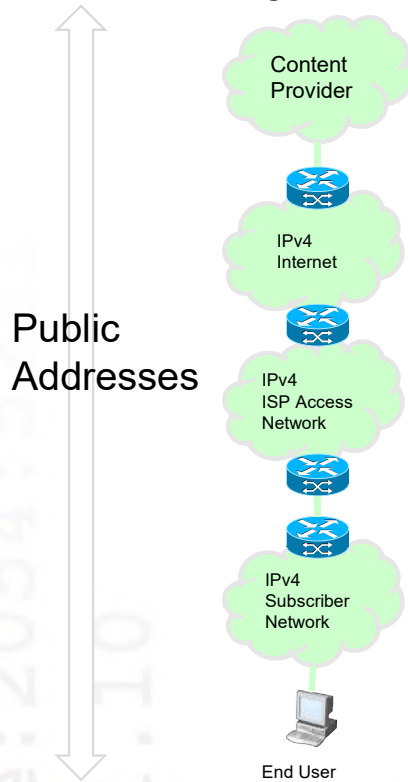 Content
Provider
IPv4
Internet
Public
Addresses
IPv4
ISP Access
Network
IPv4
Subscriber
Network
End User